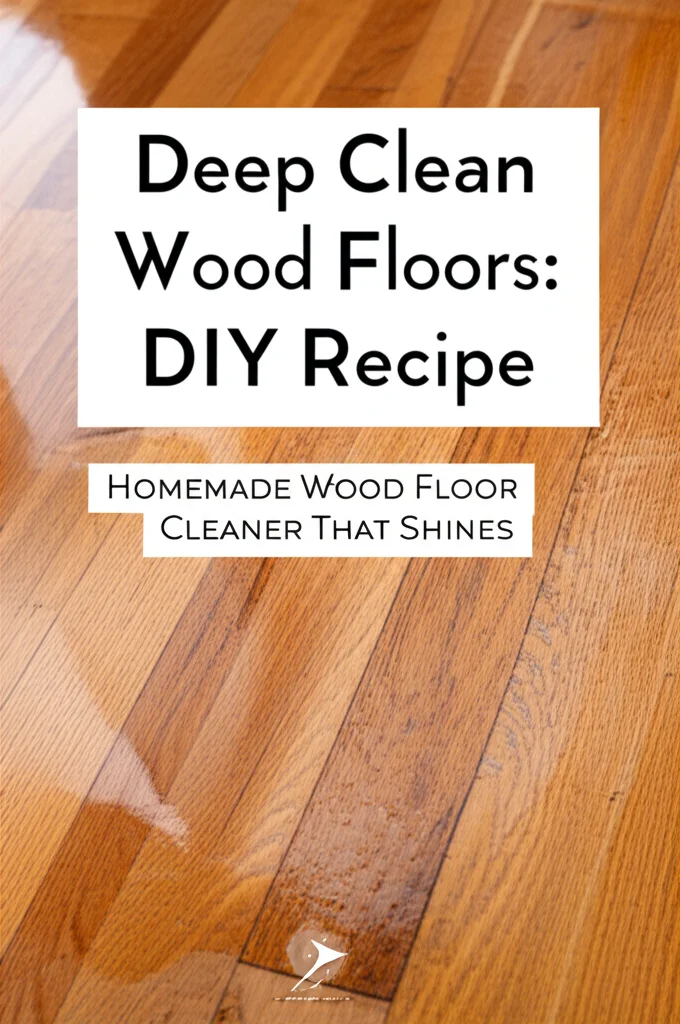 Deep Clean
Wood Floors:
DIY Recipe
Homemade Wood Floor
Cleaner That Shines